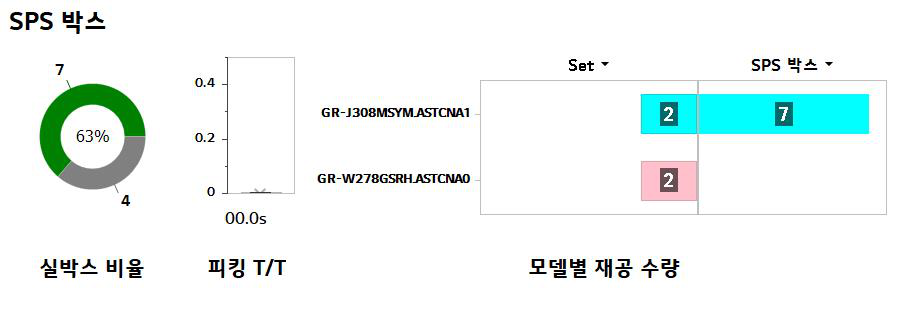 SPS 박스
7
63%
4
실박스 비율
0.4
0.2
0
00.0s
피킹 T/T
Set
SPS 박스
GR-J308MSYM.ASTCNA1
2
7
GR-W278GSRH.ASTCNA0
2
모델별 재공 수량